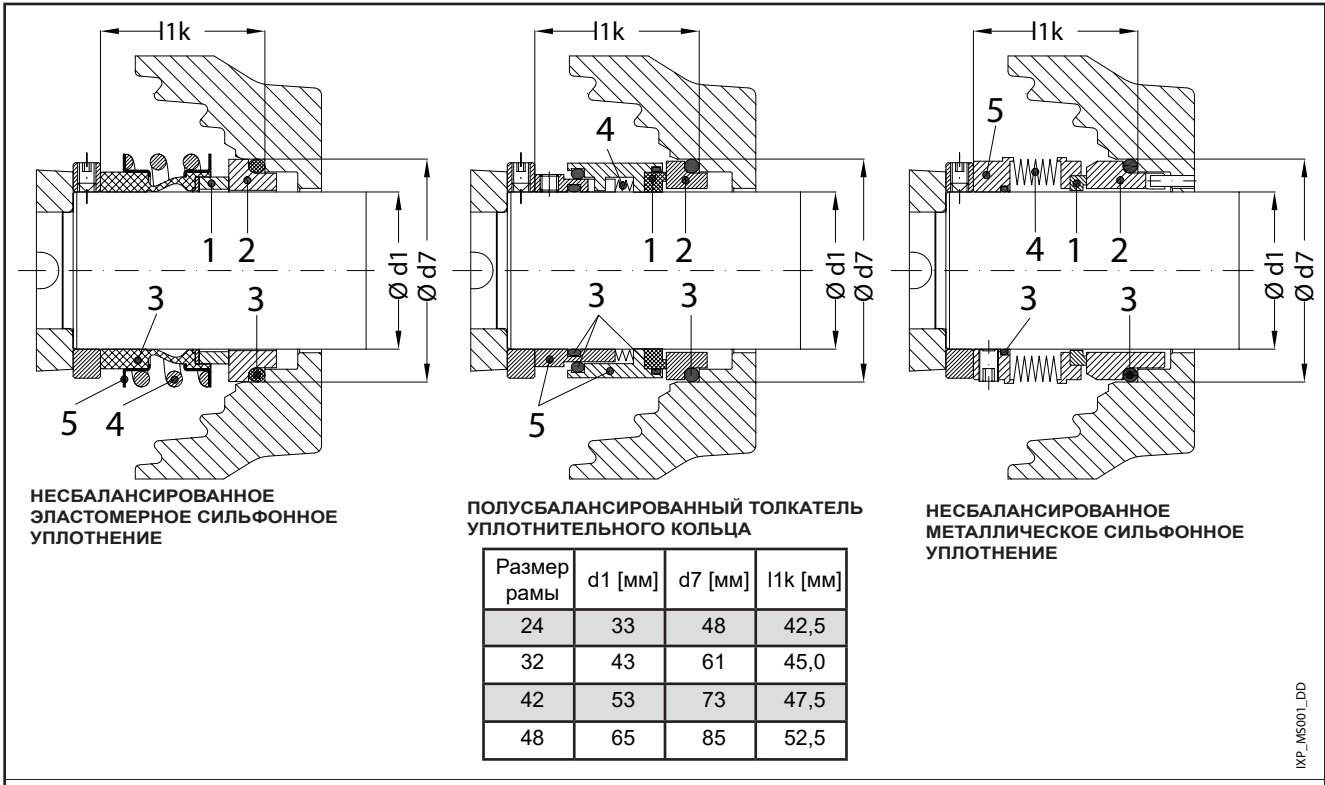 l1k
l1k
l1k
4
5
1 2
1 2
4 1 2
Ø d1
Ø d7
Ø d1
Ø d7
Ø d1
Ø d7
3 3
3 3
3 3
5 4
5
НЕСБАЛАНСИРОВАННОЕ
ЭЛАСТОМЕРНОЕ СИЛЬФОННОЕ
УПЛОТНЕНИЕ
ПОЛУСБАЛАНСИРОВАННЫЙ ТОЛКАТЕЛЬ
УПЛОТНИТЕЛЬНОГО КОЛЬЦА
НЕСБАЛАНСИРОВАННОЕ
МЕТАЛЛИЧЕСКОЕ СИЛЬФОННОЕ
УПЛОТНЕНИЕ
Размер
рамы d1 [мм] d7 [мм] l1k [мм]
24 33 48 42,5
32 43 61 45,0
42 53 73 47,5
48 65 85 52,5
IXP_MS001_DD